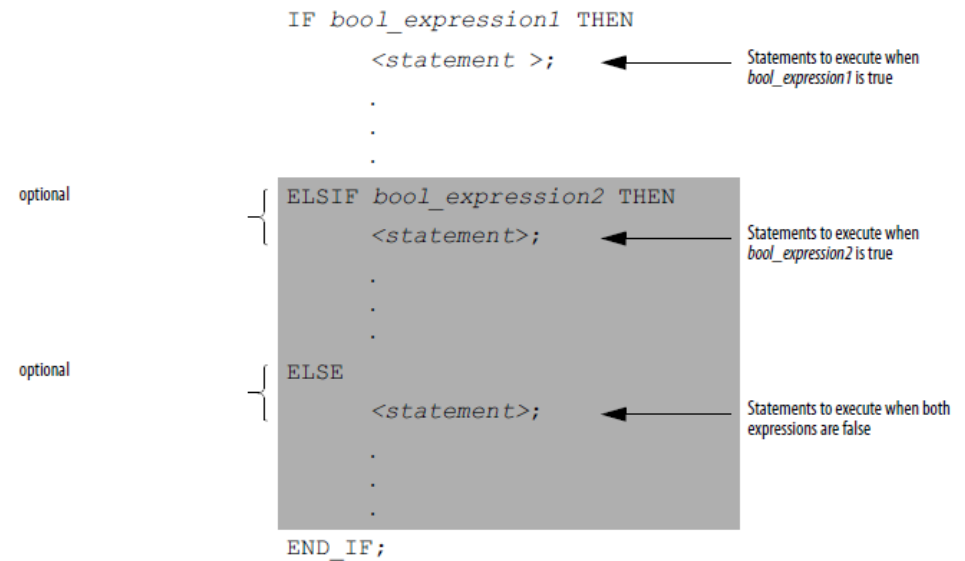 IF bool_expression1 THEN
<statement >;
Statements to execute when
bool_expression1 is true
.
.
.
optional
ELSIF bool_expression2 THEN
<statement>;
Statements to execute when
bool_expression2 is true
.
.
.
optional
ELSE
<statement>;
Statements to execute when both
expressions are false
.
.
.
END_IF;